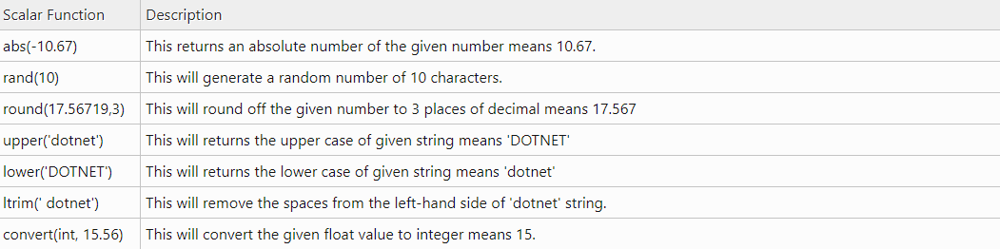 Scalar Function Description
abs(-10.67) This returns an absolute number of the given number means 10.67.
rand(10) This will generate a random number of 10 characters.
round(17.56719,3) This will round off the given number to 3 places of decimal means 17.567
upper('dotnet') This will returns the upper case of given string means 'DOTNET'
lower('DOTNET') This will returns the lower case of given string means 'dotnet'
ltrim(' dotnet') This will remove the spaces from the left-hand side of 'dotnet' string.
convert(int, 15.56) This will convert the given float value to integer means 15.